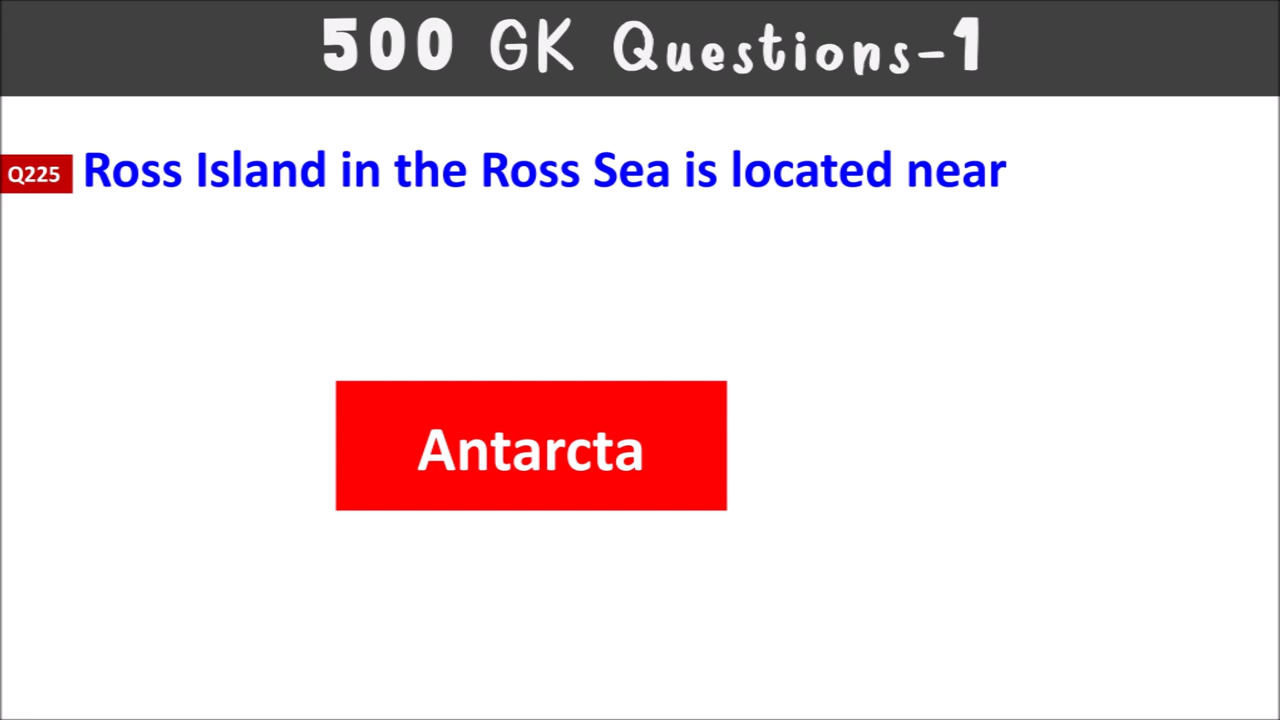 500 GK Questions-1
Q225 Ross Island in the Ross Sea is located near
Antarcta